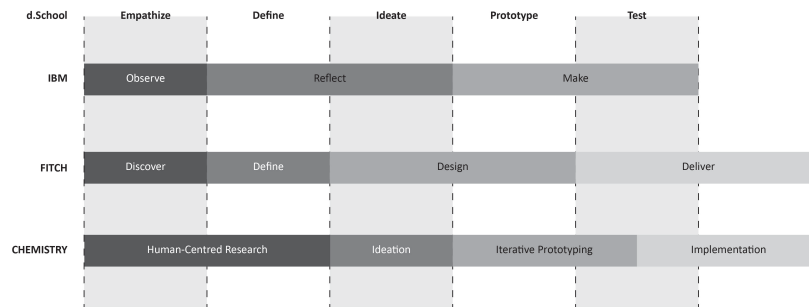 d.School Empathize Define Ideate Prototype Test
IBM Observe Reflect Make
FITCH Discover Define Design Deliver
CHEMISTRY Human-Centred Research Ideation Iterative Prototyping Implementation